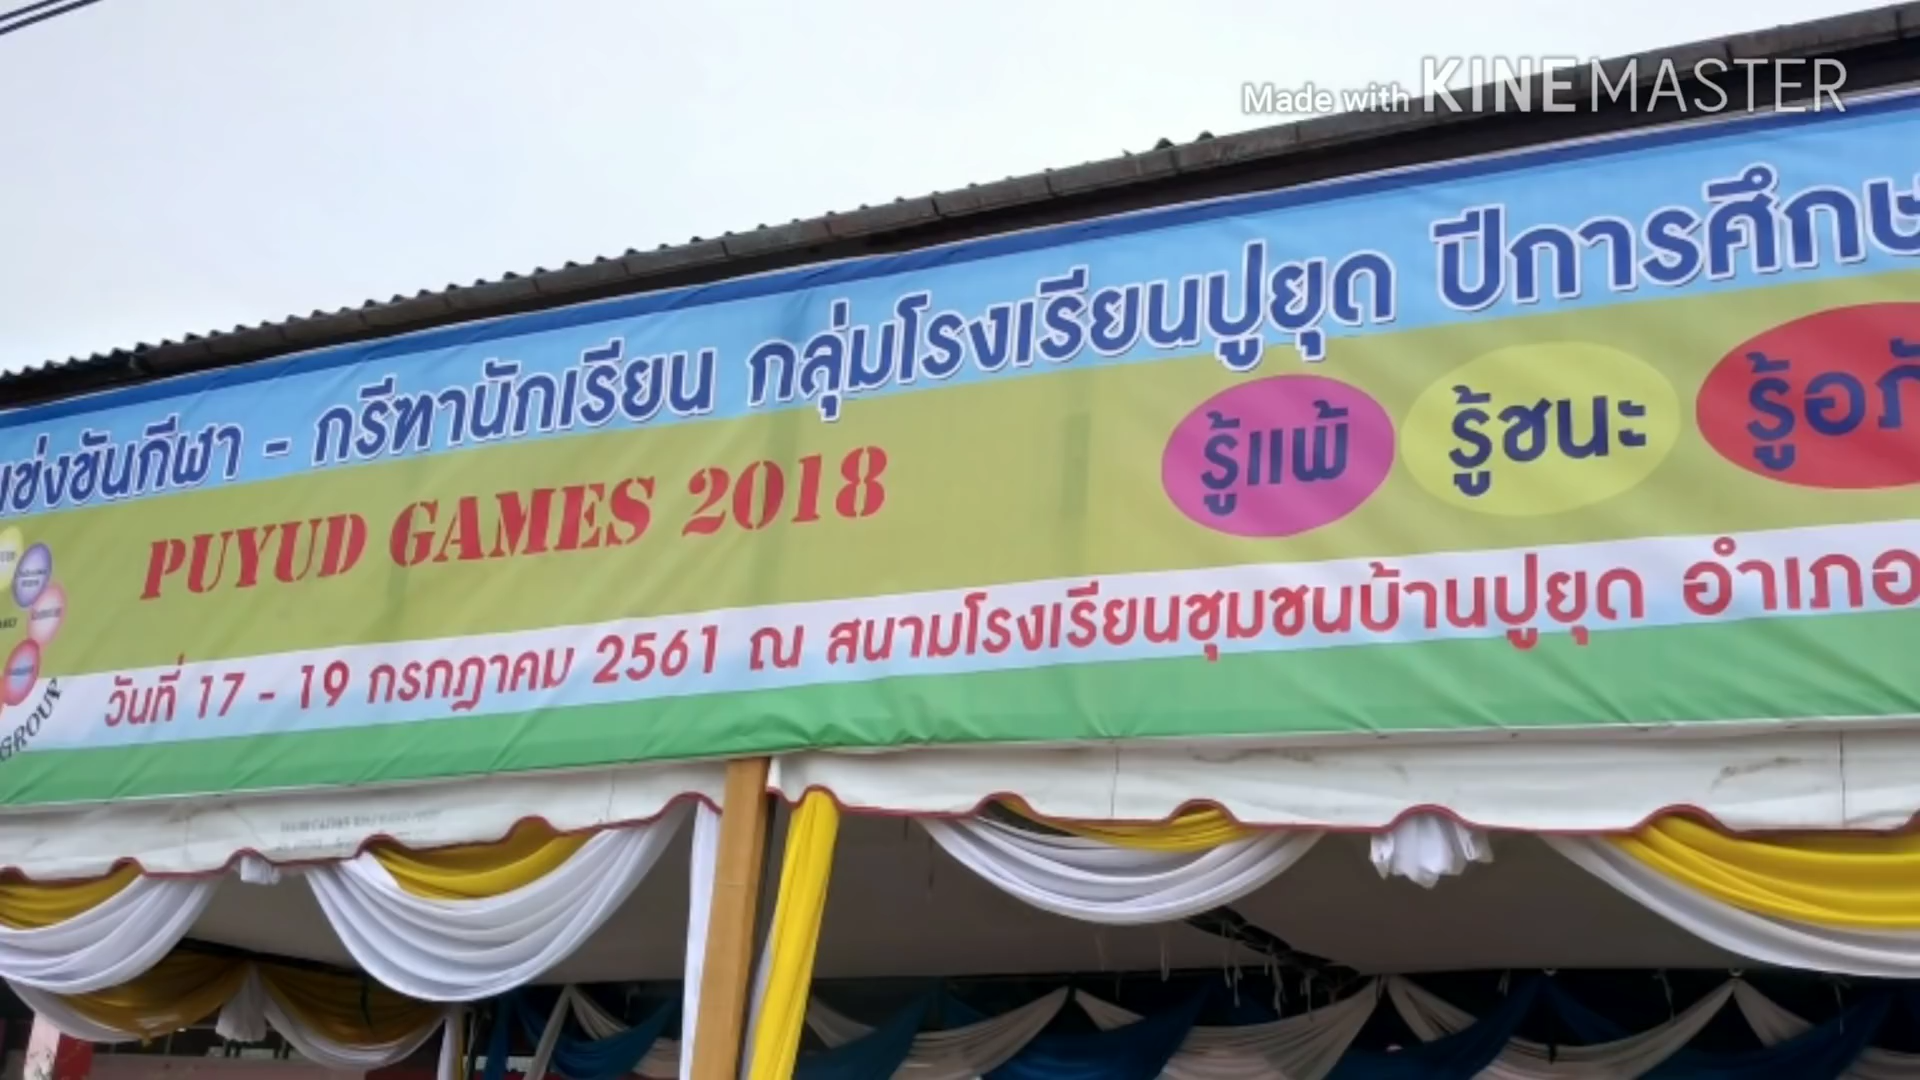 Made with KINEMASTER
แข่งขันกีฬา - กรีฑานักเรียน กลุ่มโรงเรียนปูยุด ปีการศึกษ
PUYUD GAMES 2018
รู้แพ้ รู้ชนะ รู้อภั
วันที่ 17 - 19 กรกฎาคม 2561 ณ สนามโรงเรียนชุมชนบ้านปูยุด อำเภอ
GROUP